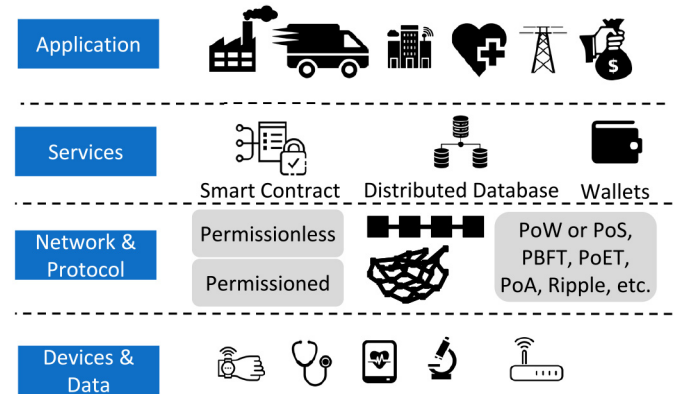 Application
$
Services
Smart Contract
Distributed Database
Wallets
Network &
Protocol
Permissionless
Permissioned
PoW or PoS,
PBFT, PoET,
PoA, Ripple, etc.
Devices &
Data